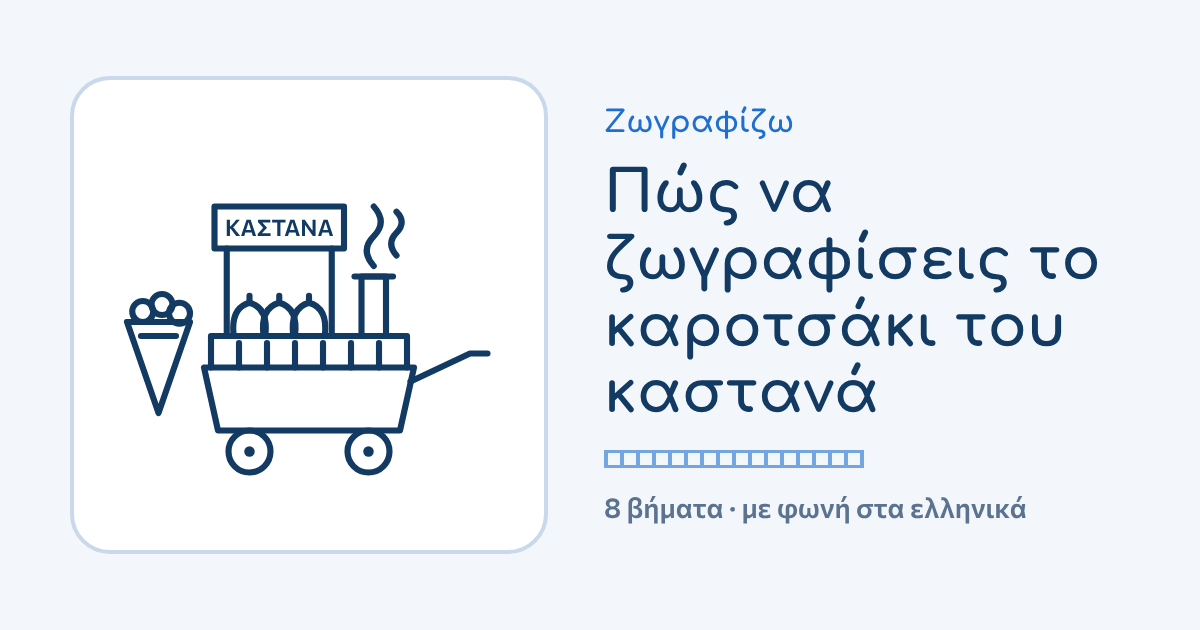 ΚΑΣΤΑΝΑ
Ζωγραφίζω
Πώς να
ζωγραφίσεις το
καροτσάκι του
καστανά
8 βήματα · με φωνή στα ελληνικά